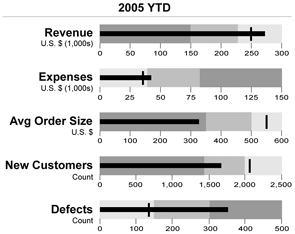 2005 YTD
Revenue
U.S. $ (1,000s)
0 50 100 150 200 250 300
Expenses
U.S. $ (1,000s)
0 25 50 75 100 125 150
Avg Order Size
U.S. $
0 100 200 300 400 500 600
New Customers
Count
0 500 1,000 1,500 2,000 2,500
Defects
Count
0 100 200 300 400 500